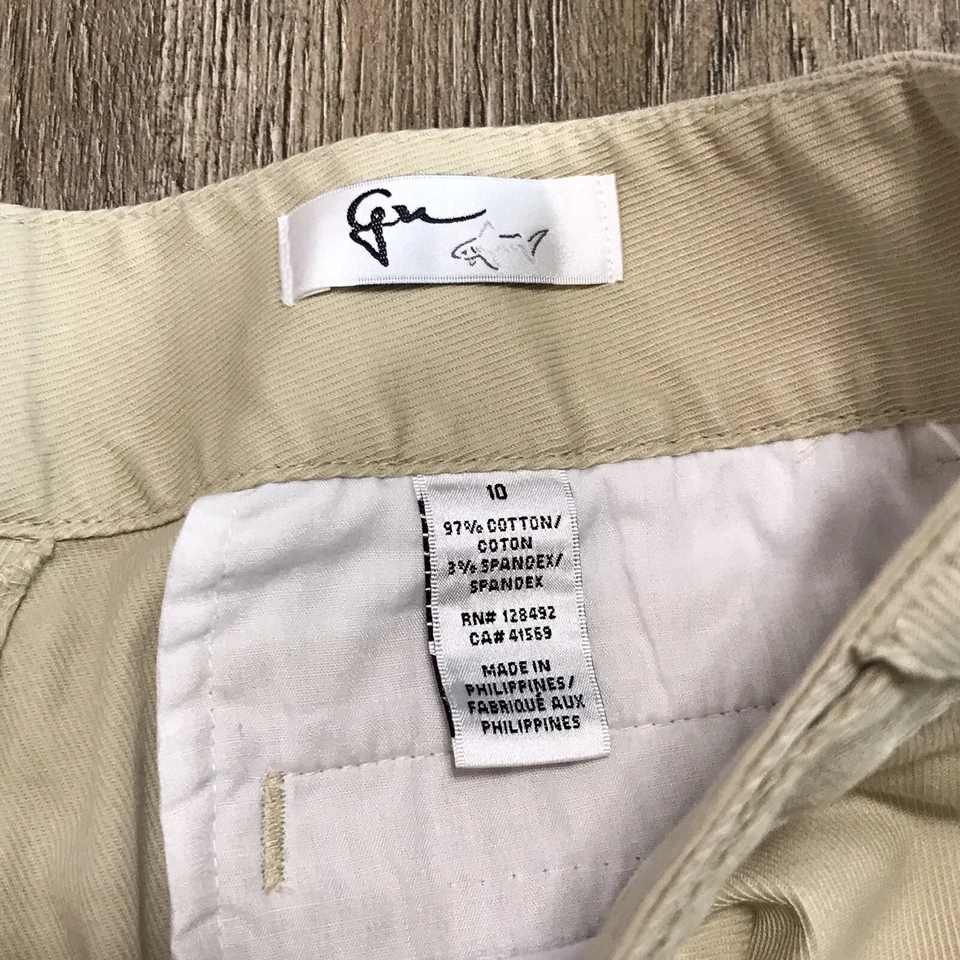 GN
10
97% COTTON/
COTON
3% SPANDEX/
SPANDEX
RN# 128492
CA# 41569
MADE IN
PHILIPPINES/
FABRIQUÉ AUX
PHILIPPINES